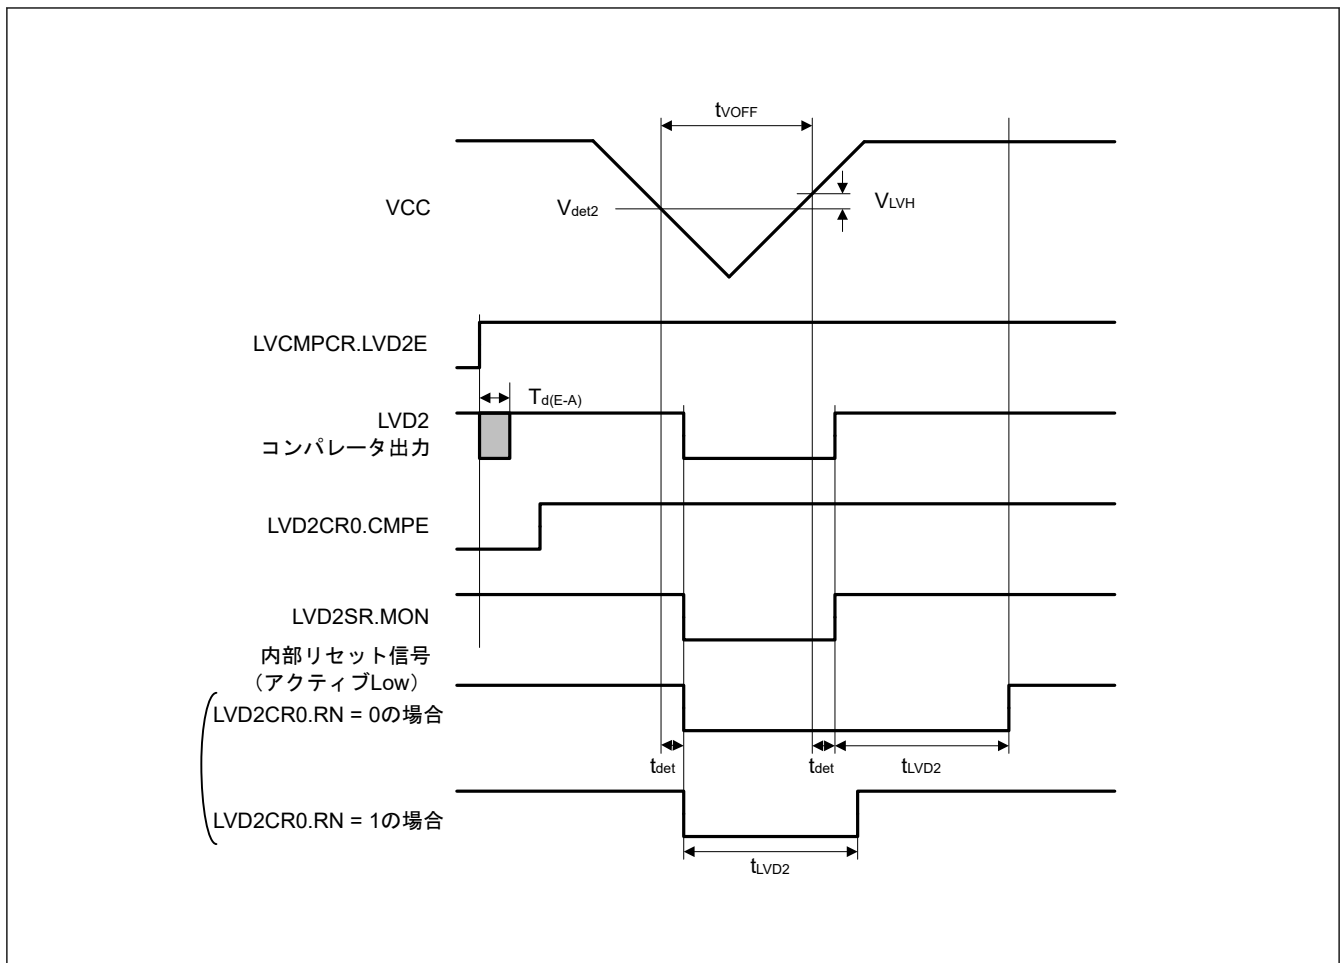 tVOFF
VCC
Vdet2
VLVH
LVCMPCR.LVD2E
Td(E-A)
LVD2
コンパレータ出力
LVD2CR0.CMPE
LVD2SR.MON
内部リセット信号
（アクティブLow）
LVD2CR0.RN = 0の場合
tdet
tdet
tLVD2
LVD2CR0.RN = 1の場合
tLVD2